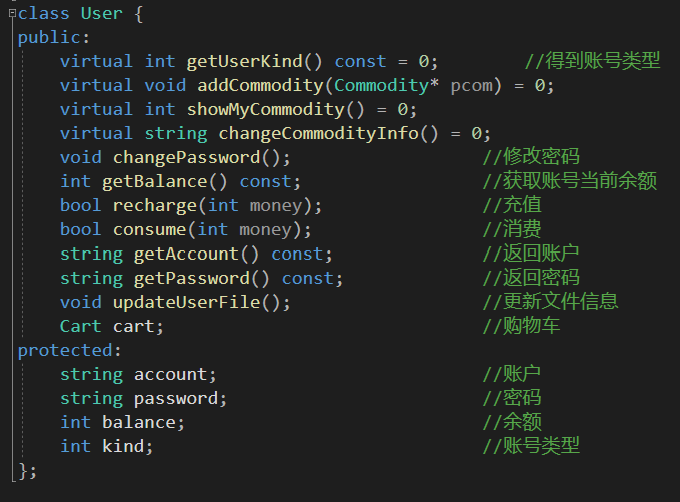 class User {
public:
    virtual int getUserKind() const = 0;        //得到账号类型
    virtual void addCommodity(Commodity* pcom) = 0;
    virtual int showMyCommodity() = 0;
    virtual string changeCommodityInfo() = 0;
    void changePassword();                  //修改密码
    int getBalance() const;                 //获取账号当前余额
    bool recharge(int money);               //充值
    bool consume(int money);                //消费
    string getAccount() const;              //返回账户
    string getPassword() const;             //返回密码
    void updateUserFile();                  //更新文件信息
    Cart cart;                              //购物车
protected:
    string account;                         //账户
    string password;                        //密码
    int balance;                            //余额
    int kind;                               //账号类型
};